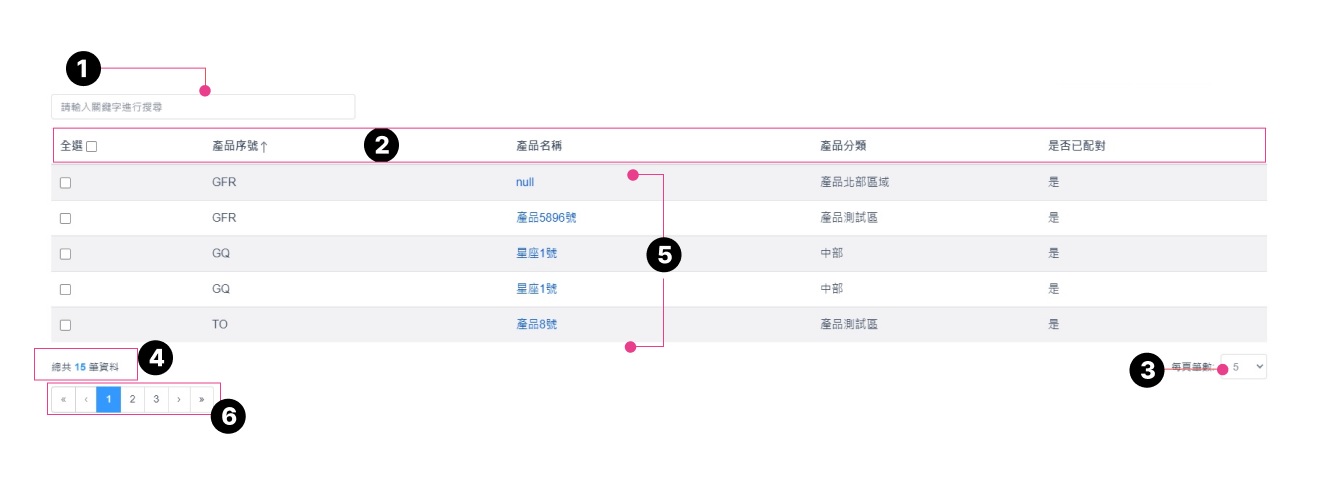 1
請輸入關鍵字進行搜尋
全選 產品序號↑ 2 產品名稱 產品分類 是否已配對
GFR null 產品北部區域 是
GFR 產品5896號 產品測試區 是
GQ 星座1號 5 中部 是
GQ 星座1號 中部 是
TO 產品8號 產品測試區 是
總共 15 筆資料 4 3 每頁筆數: 5
« ‹ 1 2 3 › » 6